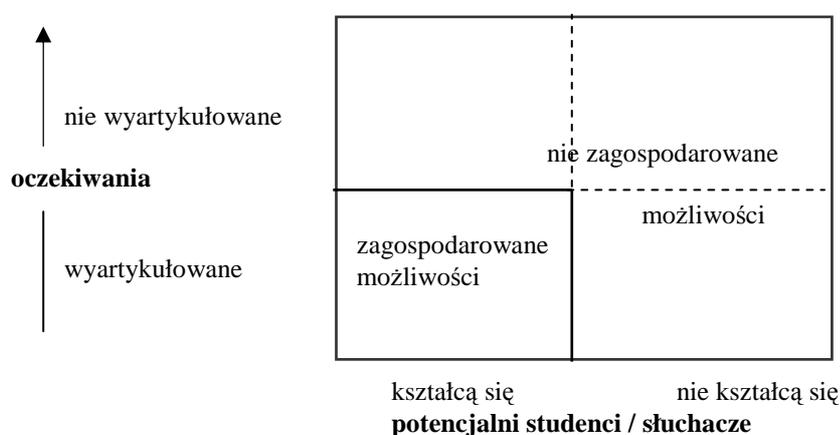 nie wyartykułowane
nie zagospodarowane
oczekiwania
możliwości
zagospodarowane
możliwości
wyartykułowane
kształcą się
nie kształcą się
potencjalni studenci / słuchacze